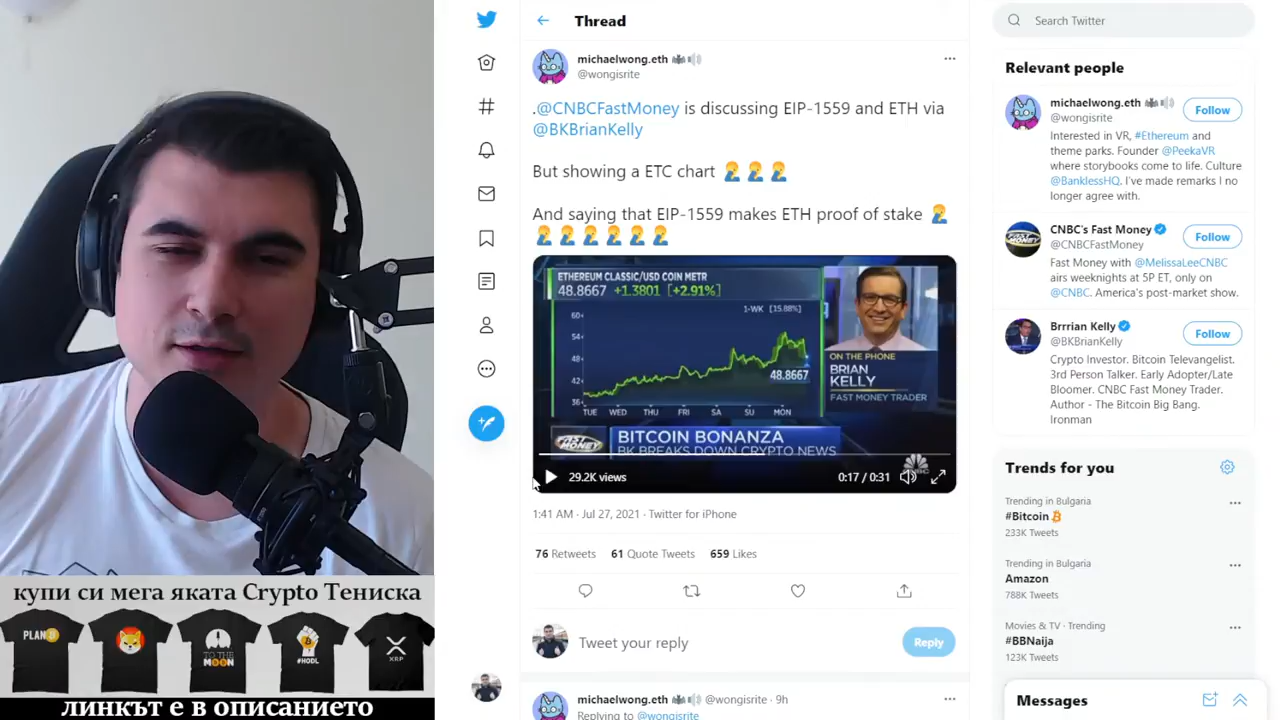 Thread
Search Twitter
michaelwong.eth
@wongisrite
.@CNBCFastMoney is discussing EIP-1559 and ETH via
@BKBrianKelly
But showing a ETC chart
And saying that EIP-1559 makes ETH proof of stake
ETHEREUM CLASSIC/USD COIN METR
48.8667 +1.3801 [+2.91%]
1-WK [15.88%]
60
54
48
42
36
48.8667
TUE WED THU FRI SA SU MON
ON THE PHONE
BRIAN
KELLY
FAST MONEY TRADER
FAST MONEY
BITCOIN BONANZA
BK BREAKS DOWN CRYPTO NEWS
CNBC
29.2K views
0:17 / 0:31
1:41 AM · Jul 27, 2021 · Twitter for iPhone
76 Retweets 61 Quote Tweets 659 Likes
Tweet your reply
Reply
michaelwong.eth @wongisrite · 9h
Replying to @wongisrite
Relevant people
michaelwong.eth
@wongisrite
Follow
Interested in VR, #Ethereum and
theme parks. Founder @PeekaVR
where storybooks come to life. Culture
@BanklessHQ. I've made remarks I no
longer agree with.
CNBC's Fast Money
@CNBCFastMoney
Follow
Fast Money with @MelissaLeeCNBC
airs weeknights at 5P ET, only on
@CNBC. America's post-market show.
Brrrian Kelly
@BKBrianKelly
Follow
Crypto Investor. Bitcoin Televangelist.
3rd Person Talker. Early Adopter/Late
Bloomer. CNBC Fast Money Trader.
Author - The Bitcoin Big Bang.
Ironman
Trends for you
Trending in Bulgaria
#Bitcoin
233K Tweets
Trending in Bulgaria
Amazon
788K Tweets
Movies & TV · Trending
#BBNaija
123K Tweets
Messages
купи си мега яката Crypto Тениска
PLAN
TO THE
MOON
#HODL
XRP
линкът е в описанието